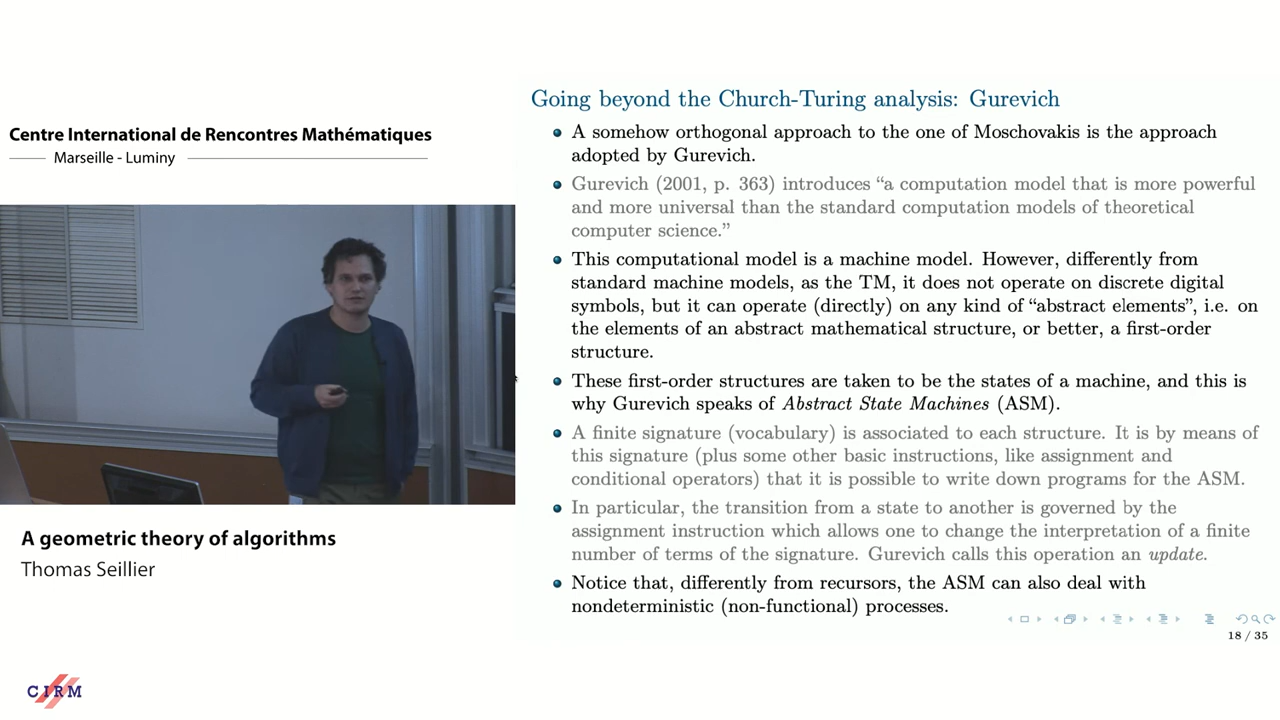 Centre International de Rencontres Mathématiques
Marseille - Luminy
A geometric theory of algorithms
Thomas Seillier
CIRM
Going beyond the Church-Turing analysis: Gurevich
A somehow orthogonal approach to the one of Moschovakis is the approach
adopted by Gurevich.
Gurevich (2001, p. 363) introduces “a computation model that is more powerful
and more universal than the standard computation models of theoretical
computer science.”
This computational model is a machine model. However, differently from
standard machine models, as the TM, it does not operate on discrete digital
symbols, but it can operate (directly) on any kind of “abstract elements”, i.e. on
the elements of an abstract mathematical structure, or better, a first-order
structure.
These first-order structures are taken to be the states of a machine, and this is
why Gurevich speaks of Abstract State Machines (ASM).
A finite signature (vocabulary) is associated to each structure. It is by means of
this signature (plus some other basic instructions, like assignment and
conditional operators) that it is possible to write down programs for the ASM.
In particular, the transition from a state to another is governed by the
assignment instruction which allows one to change the interpretation of a finite
number of terms of the signature. Gurevich calls this operation an update.
Notice that, differently from recursors, the ASM can also deal with
nondeterministic (non-functional) processes.
18 / 35